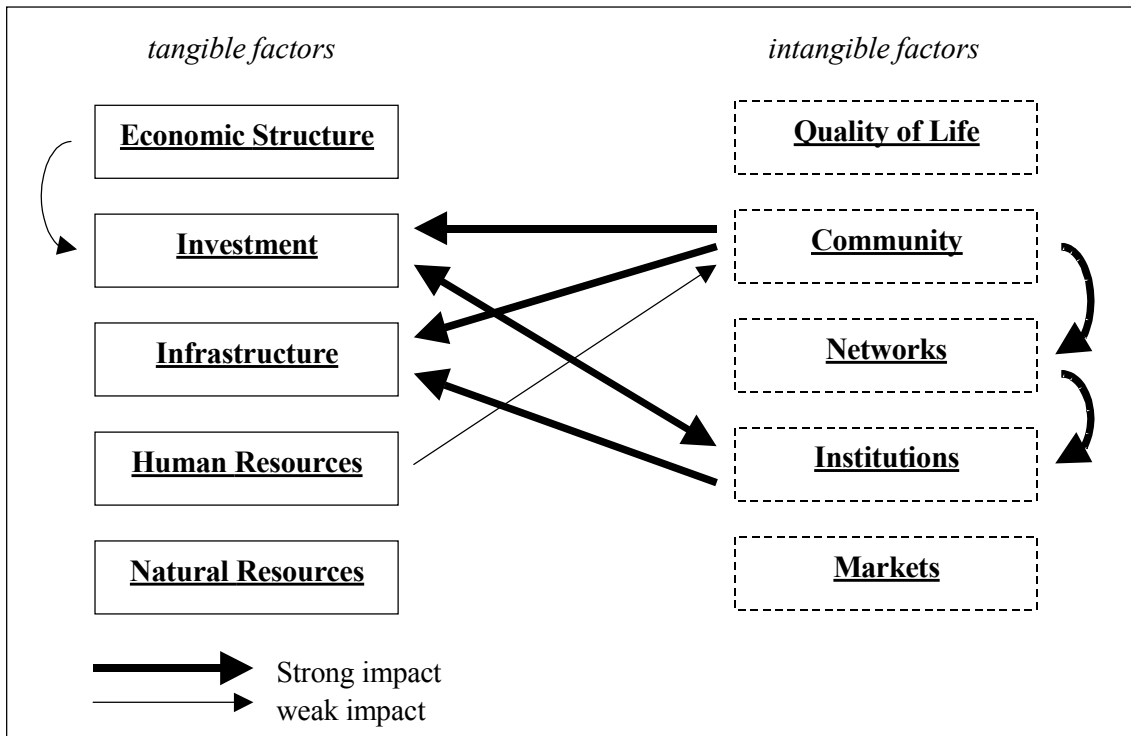 tangible factors
intangible factors
Economic Structure
Quality of Life
Investment
Community
Infrastructure
Networks
Human Resources
Institutions
Natural Resources
Markets
Strong impact
weak impact